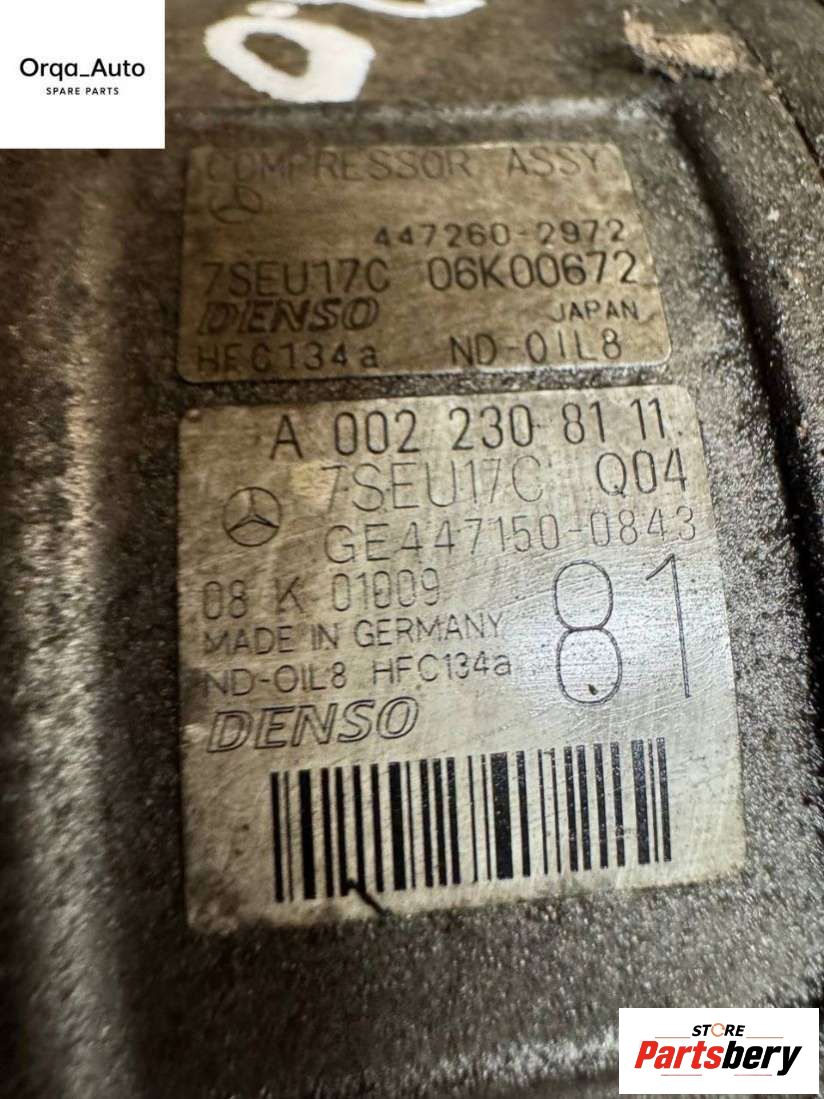 Orqa_Auto
SPARE PARTS
COMPRESSOR ASSY
447260-2972
7SEU17C 06K00672
DENSO JAPAN
HFC134a ND-OIL8
A 002 230 81 11
7SEU17C Q04
GE447150-0843
08 K 01009
81
MADE IN GERMANY
ND-OIL8 HFC134a
DENSO
STORE
Partsbery